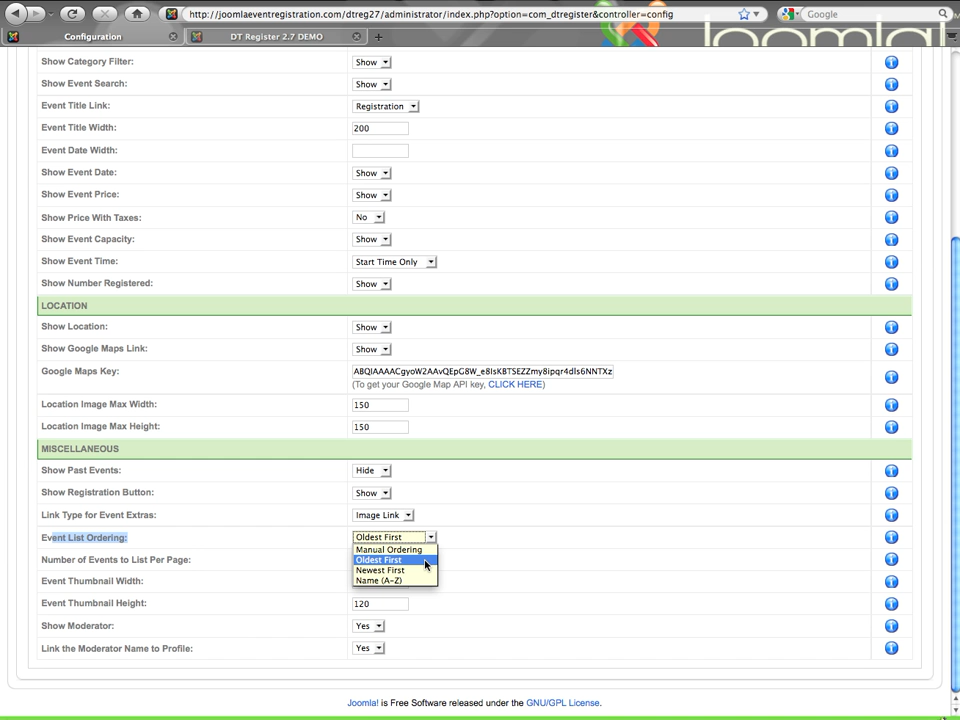 http://joomlaeventregistration.com/dtreg27/administrator/index.php?option=com_dtregister&controller=config
Google
Configuration
DT Register 2.7 DEMO
Joomla!
Show Category Filter: Show
Show Event Search: Show
Event Title Link: Registration
Event Title Width: 200
Event Date Width:
Show Event Date: Show
Show Event Price: Show
Show Price With Taxes: No
Show Event Capacity: Show
Show Event Time: Start Time Only
Show Number Registered: Show
LOCATION
Show Location: Show
Show Google Maps Link: Show
Google Maps Key: ABQIAAAACgyoW2AAvQEpG8W_e8IsKBTSEZZmy8ipqr4dls6NNTXz
(To get your Google Map API key, CLICK HERE)
Location Image Max Width: 150
Location Image Max Height: 150
MISCELLANEOUS
Show Past Events: Hide
Show Registration Button: Show
Link Type for Event Extras: Image Link
Event List Ordering: Oldest First
Manual Ordering
Number of Events to List Per Page: Oldest First
Newest First
Event Thumbnail Width: Name (A-Z)
Event Thumbnail Height: 120
Show Moderator: Yes
Link the Moderator Name to Profile: Yes
Joomla! is Free Software released under the GNU/GPL License.